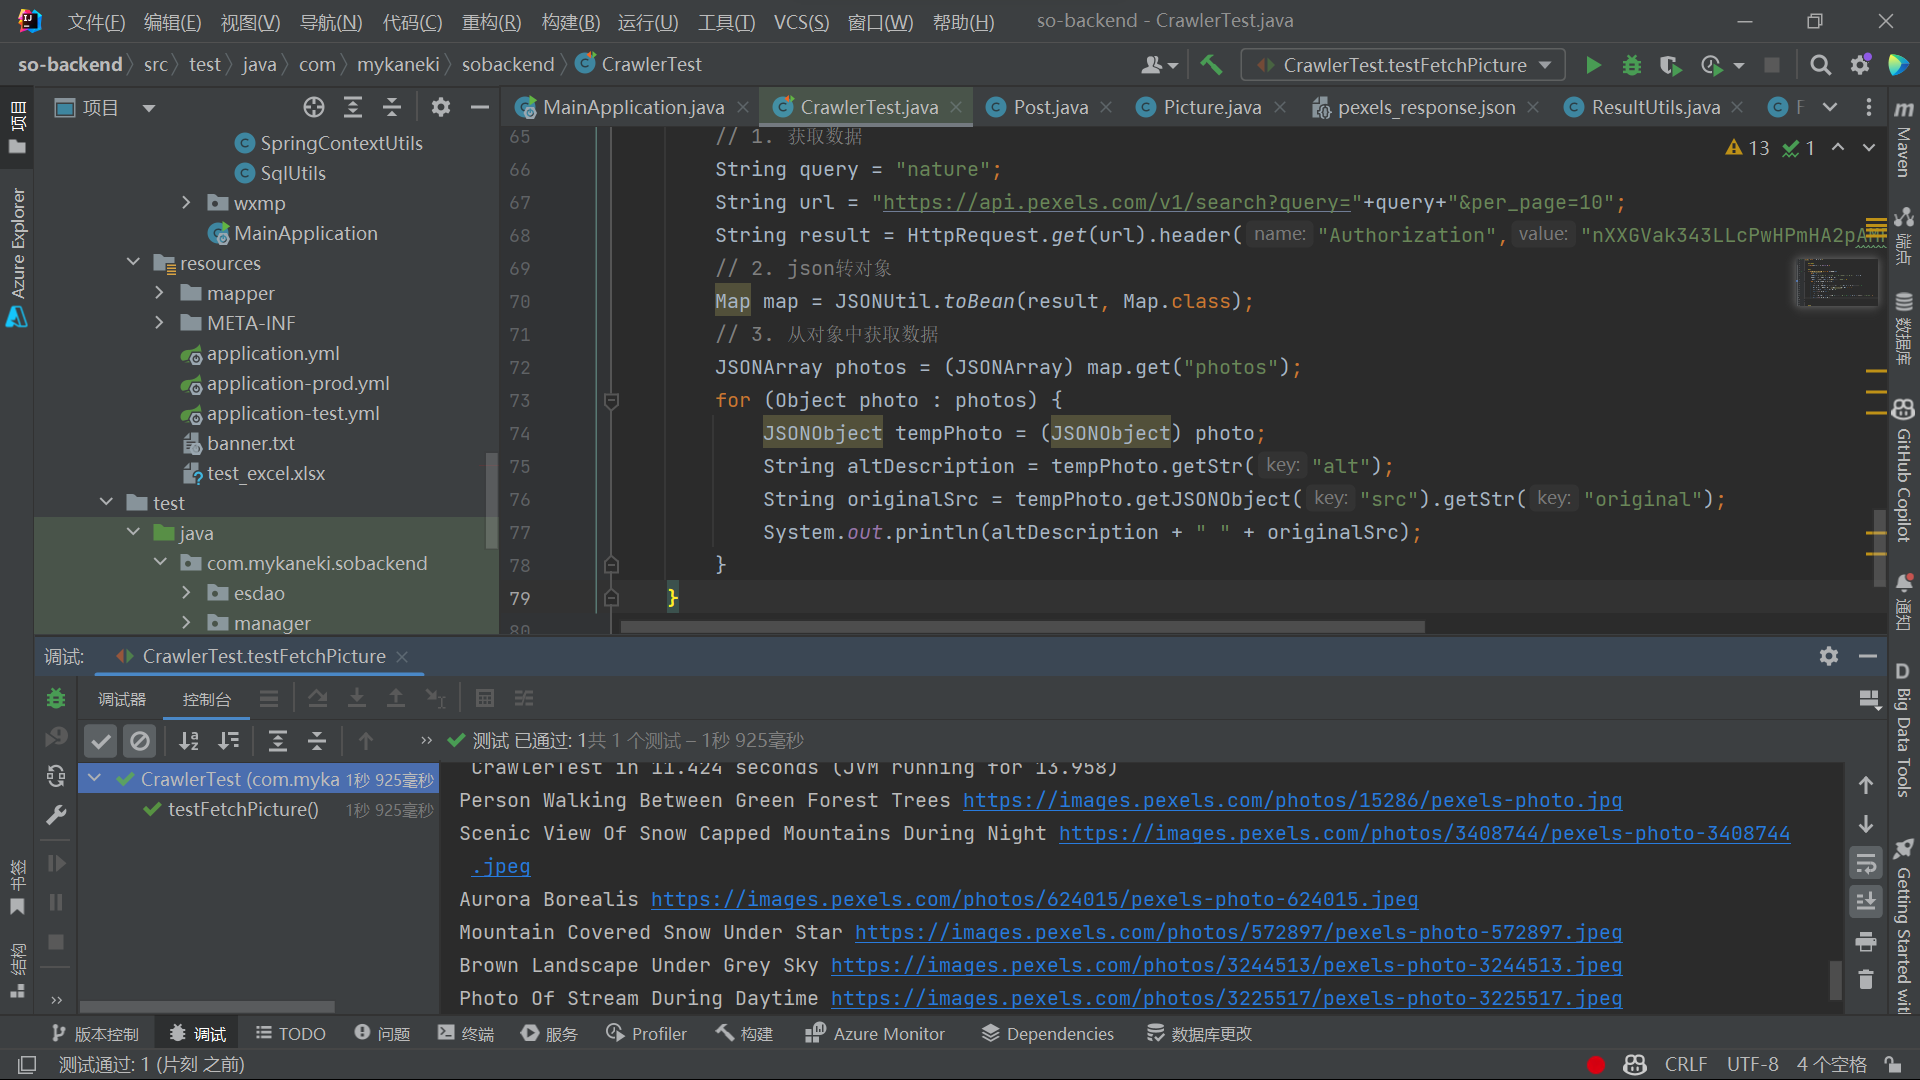 文件(F) 编辑(E) 视图(V) 导航(N) 代码(C) 重构(R) 构建(B) 运行(U) 工具(T) VCS(S) 窗口(W) 帮助(H) so-backend - CrawlerTest.java
so-backend src test java com mykaneki sobackend CrawlerTest CrawlerTest.testFetchPicture
项目
MainApplication.java CrawlerTest.java Post.java Picture.java pexels_response.json ResultUtils.java
项目
Azure Explorer
书签
结构
SpringContextUtils
SqlUtils
wxmp
MainApplication
resources
mapper
META-INF
application.yml
application-prod.yml
application-test.yml
banner.txt
test_excel.xlsx
test
java
com.mykaneki.sobackend
esdao
manager
13 1
65 // 1. 获取数据
66 String query = "nature";
67 String url = "https://api.pexels.com/v1/search?query="+query+"&per_page=10";
68 String result = HttpRequest.get(url).header( name: "Authorization", value: "nXXGVak343LLcPwHPmHA2pAM
69 // 2. json转对象
70 Map map = JSONUtil.toBean(result, Map.class);
71 // 3. 从对象中获取数据
72 JSONArray photos = (JSONArray) map.get("photos");
73 for (Object photo : photos) {
74 JSONObject tempPhoto = (JSONObject) photo;
75 String altDescription = tempPhoto.getStr( key: "alt");
76 String originalSrc = tempPhoto.getJSONObject( key: "src").getStr( key: "original");
77 System.out.println(altDescription + " " + originalSrc);
78 }
79 }
80
Maven
端点
数据库
GitHub Copilot
通知
Big Data Tools
Getting Started wit
调试: CrawlerTest.testFetchPicture
调试器 控制台
测试 已通过: 1共 1 个测试 – 1秒 925毫秒
CrawlerTest (com.myka 1秒 925毫秒
testFetchPicture() 1秒 925毫秒
CrawlerTest in 11.424 seconds (JVM running for 13.958)
Person Walking Between Green Forest Trees https://images.pexels.com/photos/15286/pexels-photo.jpg
Scenic View Of Snow Capped Mountains During Night https://images.pexels.com/photos/3408744/pexels-photo-3408744
.jpeg
Aurora Borealis https://images.pexels.com/photos/624015/pexels-photo-624015.jpeg
Mountain Covered Snow Under Star https://images.pexels.com/photos/572897/pexels-photo-572897.jpeg
Brown Landscape Under Grey Sky https://images.pexels.com/photos/3244513/pexels-photo-3244513.jpeg
Photo Of Stream During Daytime https://images.pexels.com/photos/3225517/pexels-photo-3225517.jpeg
版本控制 调试 TODO 问题 终端 服务 Profiler 构建 Azure Monitor Dependencies 数据库更改
测试通过: 1 (片刻 之前) CRLF UTF-8 4 个空格